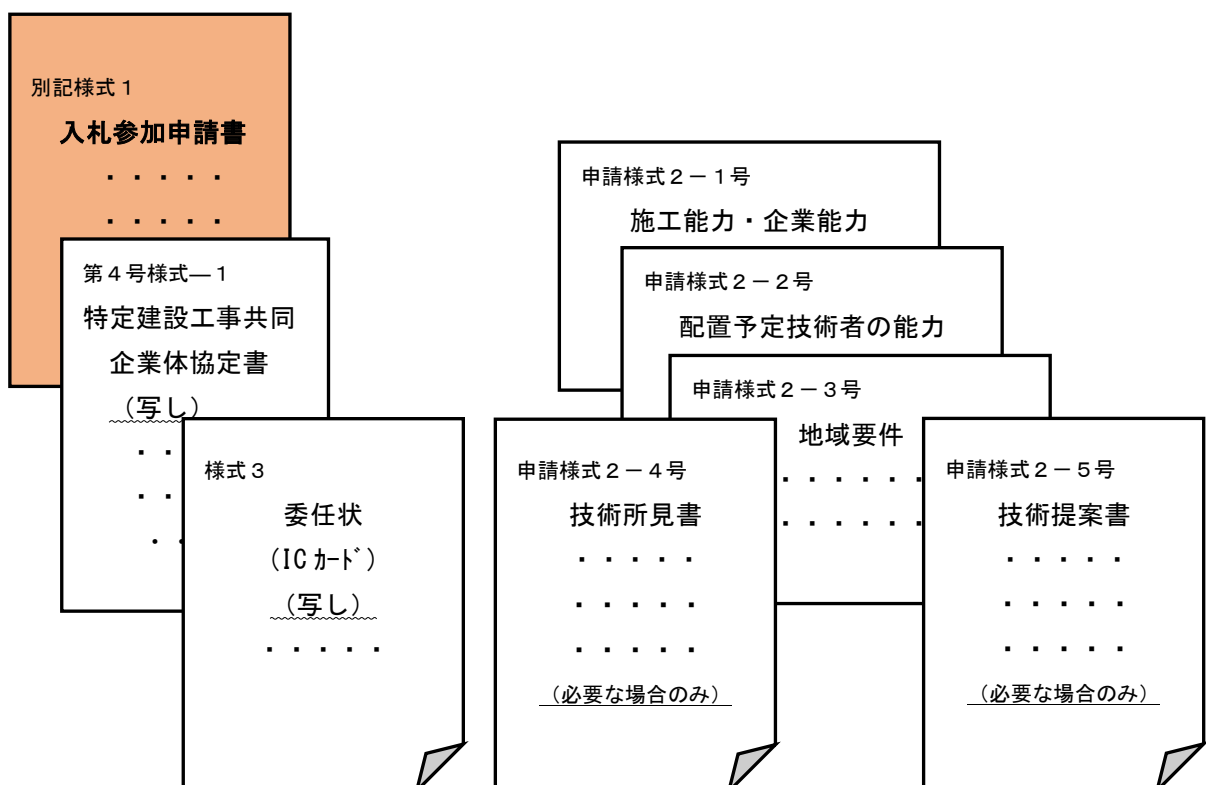 別記様式1
入札参加申請書
・・・・・
・・・・・
第4号様式―1
特定建設工事共同
企業体協定書
(写し)
・・
・・
・・
様式3
委任状
(ICカード)
(写し)
・・・・・
申請様式2-1号
施工能力・企業能力
申請様式2-2号
配置予定技術者の能力
申請様式2-3号
地域要件
・・・・・・
・・・・・・
申請様式2-4号
技術所見書
・・・・・
・・・・・
・・・・・
(必要な場合のみ)
申請様式2-5号
技術提案書
・・・・・
・・・・・
・・・・・
(必要な場合のみ)